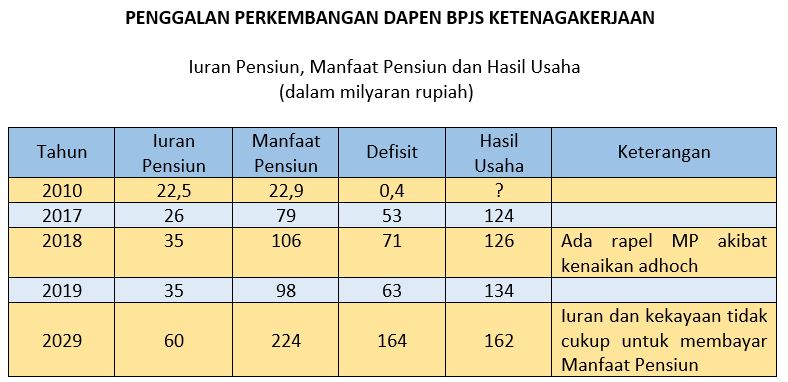 PENGGALAN PERKEMBANGAN DAPEN BPJS KETENAGAKERJAAN
Iuran Pensiun, Manfaat Pensiun dan Hasil Usaha
(dalam milyaran rupiah)
Tahun Iuran Pensiun Manfaat Pensiun Defisit Hasil Usaha Keterangan
2010 22,5 22,9 0,4 ?
2017 26 79 53 124
2018 35 106 71 126 Ada rapel MP akibat kenaikan adhoch
2019 35 98 63 134
2029 60 224 164 162 Iuran dan kekayaan tidak cukup untuk membayar Manfaat Pensiun